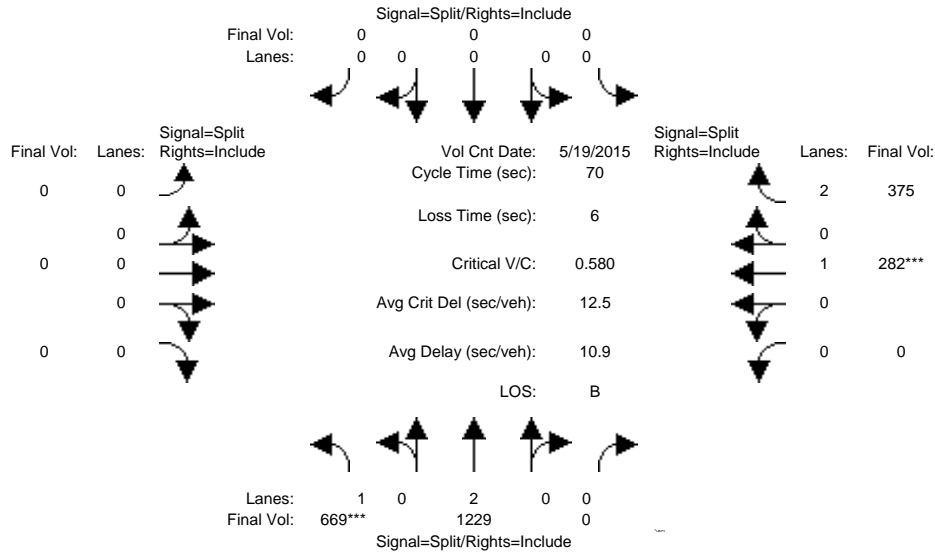 Signal=Split/Rights=Include
Final Vol: 0 0 0
Lanes: 0 0 0 0 0
Signal=Split Signal=Split
Final Vol: Lanes: Rights=Include Vol Cnt Date: 5/19/2015 Rights=Include Lanes: Final Vol:
Cycle Time (sec): 70
0 0 2 375
Loss Time (sec): 6
0 0
0 0 Critical V/C: 0.580 1 282***
0 Avg Crit Del (sec/veh): 12.5 0
0 0 Avg Delay (sec/veh): 10.9 0 0
LOS: B
Lanes: 1 0 2 0 0
Final Vol: 669*** 1229 0
Signal=Split/Rights=Include